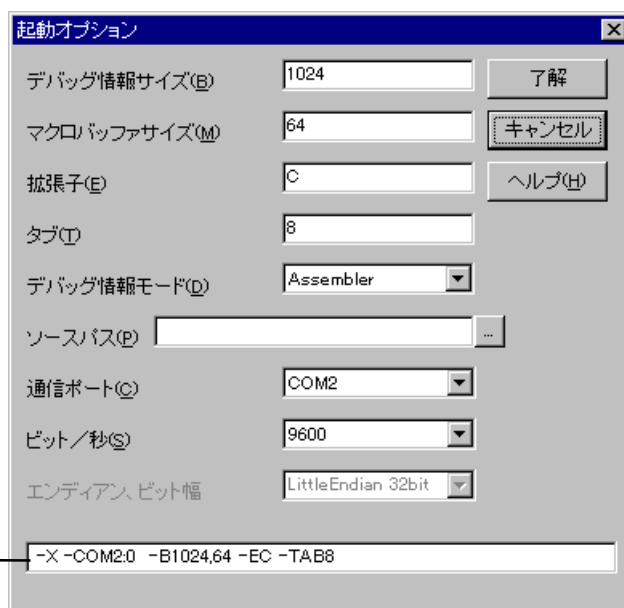 起動オプション
デバッグ情報サイズ(B) 1024 了解
マクロバッファサイズ(M) 64 キャンセル
拡張子(E) C ヘルプ(H)
タブ(T) 8
デバッグ情報モード(D) Assembler
ソースパス(P) ...
通信ポート(C) COM2
ビット／秒(S) 9600
エンディアン、ビット幅 LittleEndian 32bit
-X -COM2:0 -B1024,64 -EC -TAB8